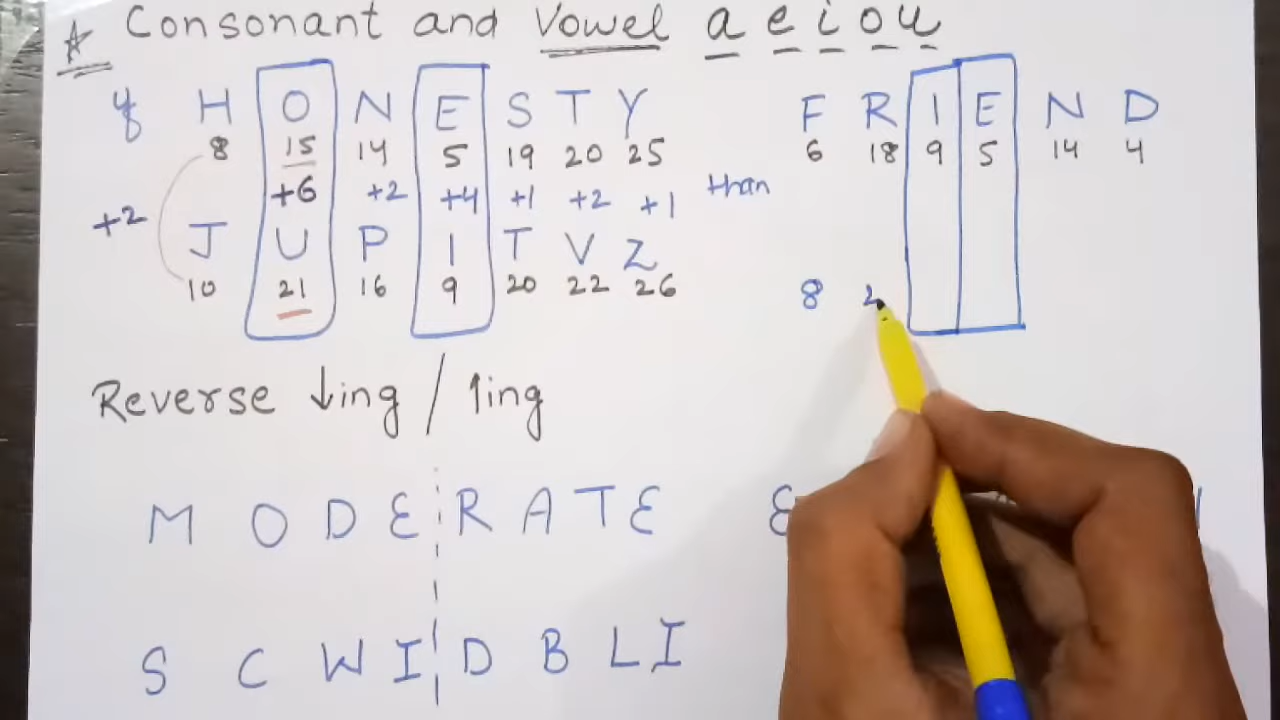 Consonant and Vowel a e i o u
If H O N E S T Y F R I E N D
8 15 14 5 19 20 25 6 18 9 5 14 4
+2 +6 +2 +4 +1 +2 +1 than
J U P I T V Z
10 21 16 9 20 22 26 8 2
Reverse ↓ing / ↑ing
M O D E R A T E E
S C W I D B L I